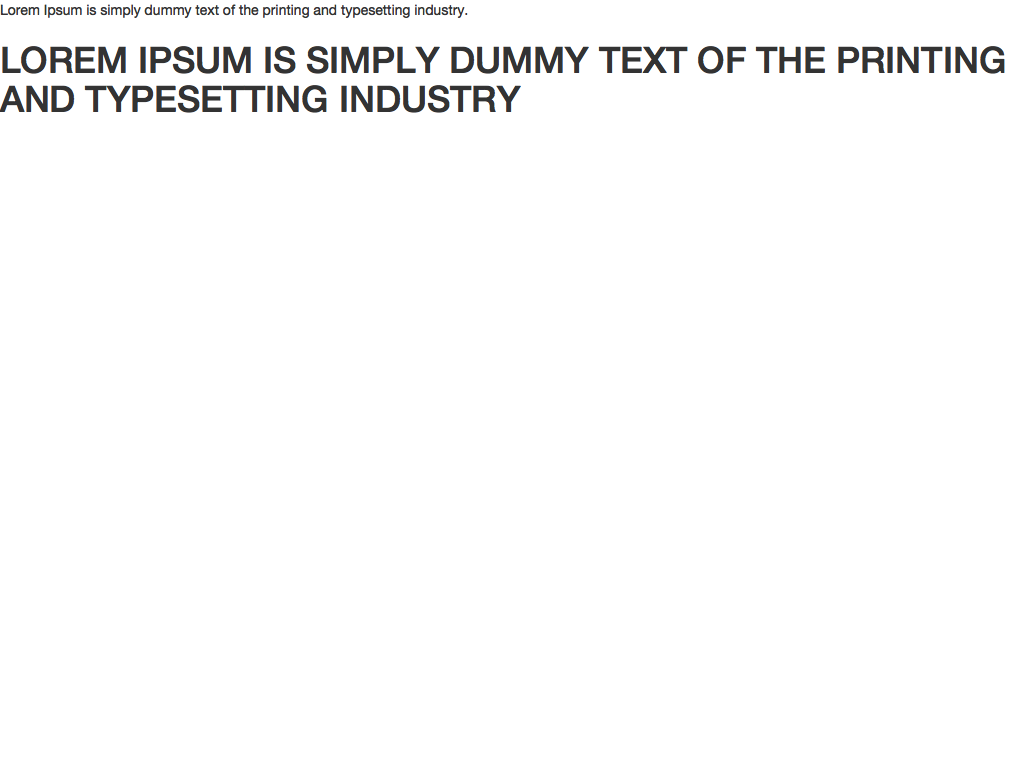 Lorem Ipsum is simply dummy text of the printing and typesetting industry.
LOREM IPSUM IS SIMPLY DUMMY TEXT OF THE PRINTING
AND TYPESETTING INDUSTRY